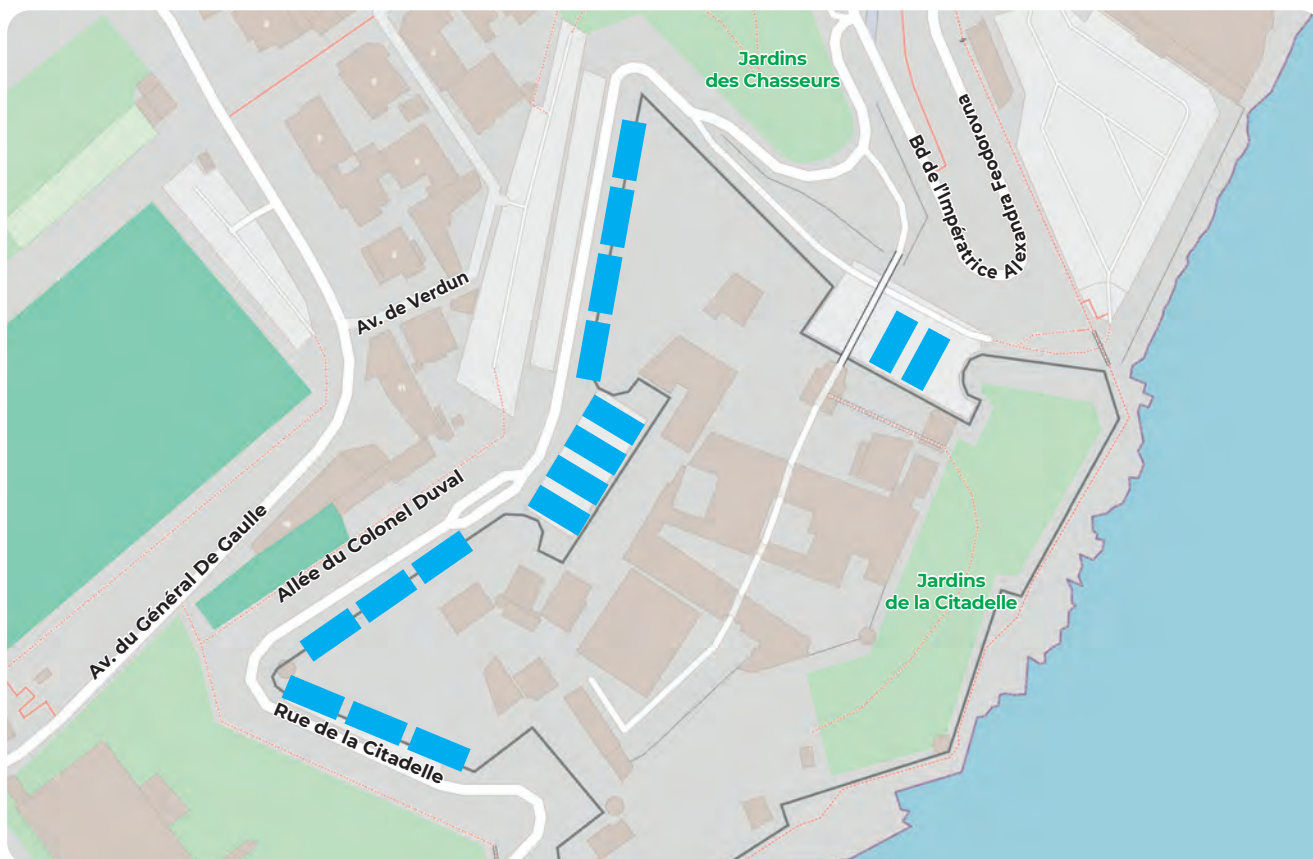 Jardins
des Chasseurs
Bd de l'Impératrice Alexandra Feodorovna
Av. de Verdun
Av. du Général De Gaulle
Allée du Colonel Duval
Jardins
de la Citadelle
Rue de la Citadelle